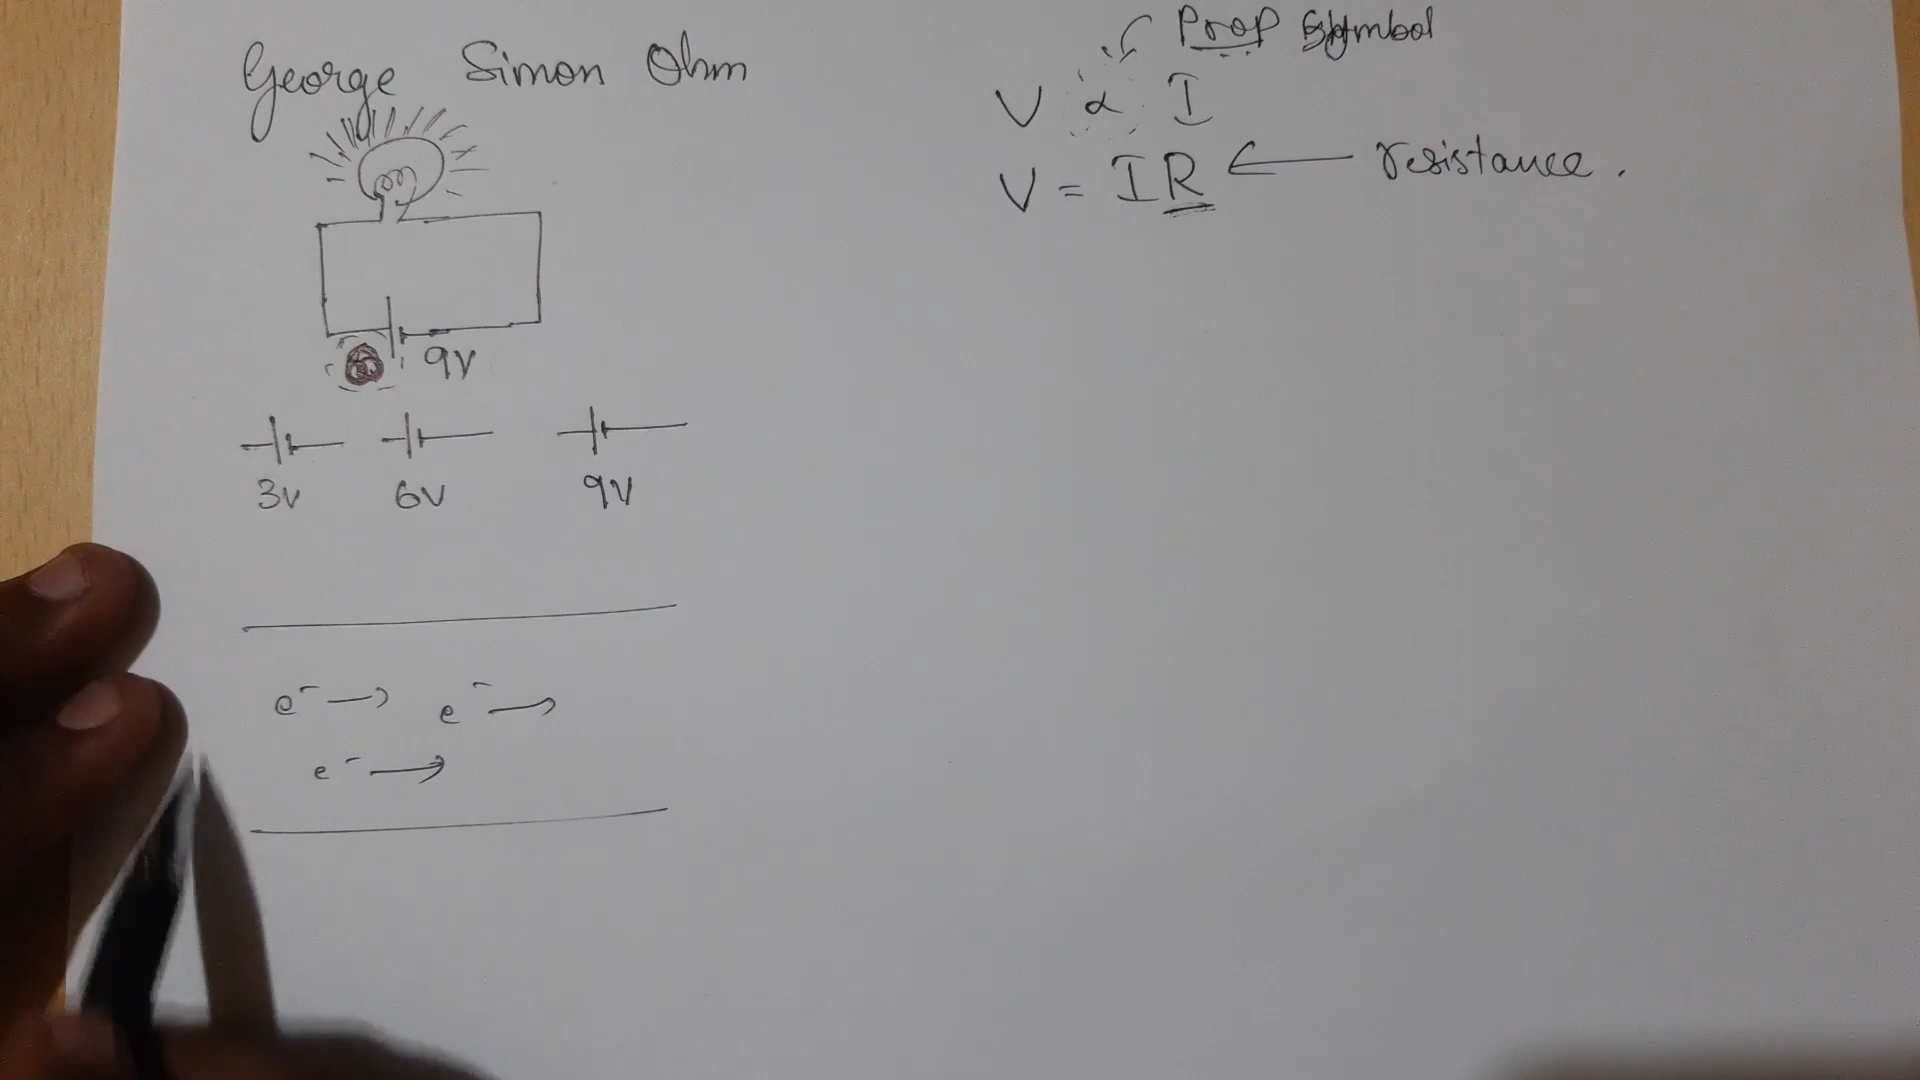 George Simon Ohm
9V
3V 6V 9V
e⁻ → e⁻ →
e⁻ →
Prop symbol
V ∝ I
V = IR ← resistance.